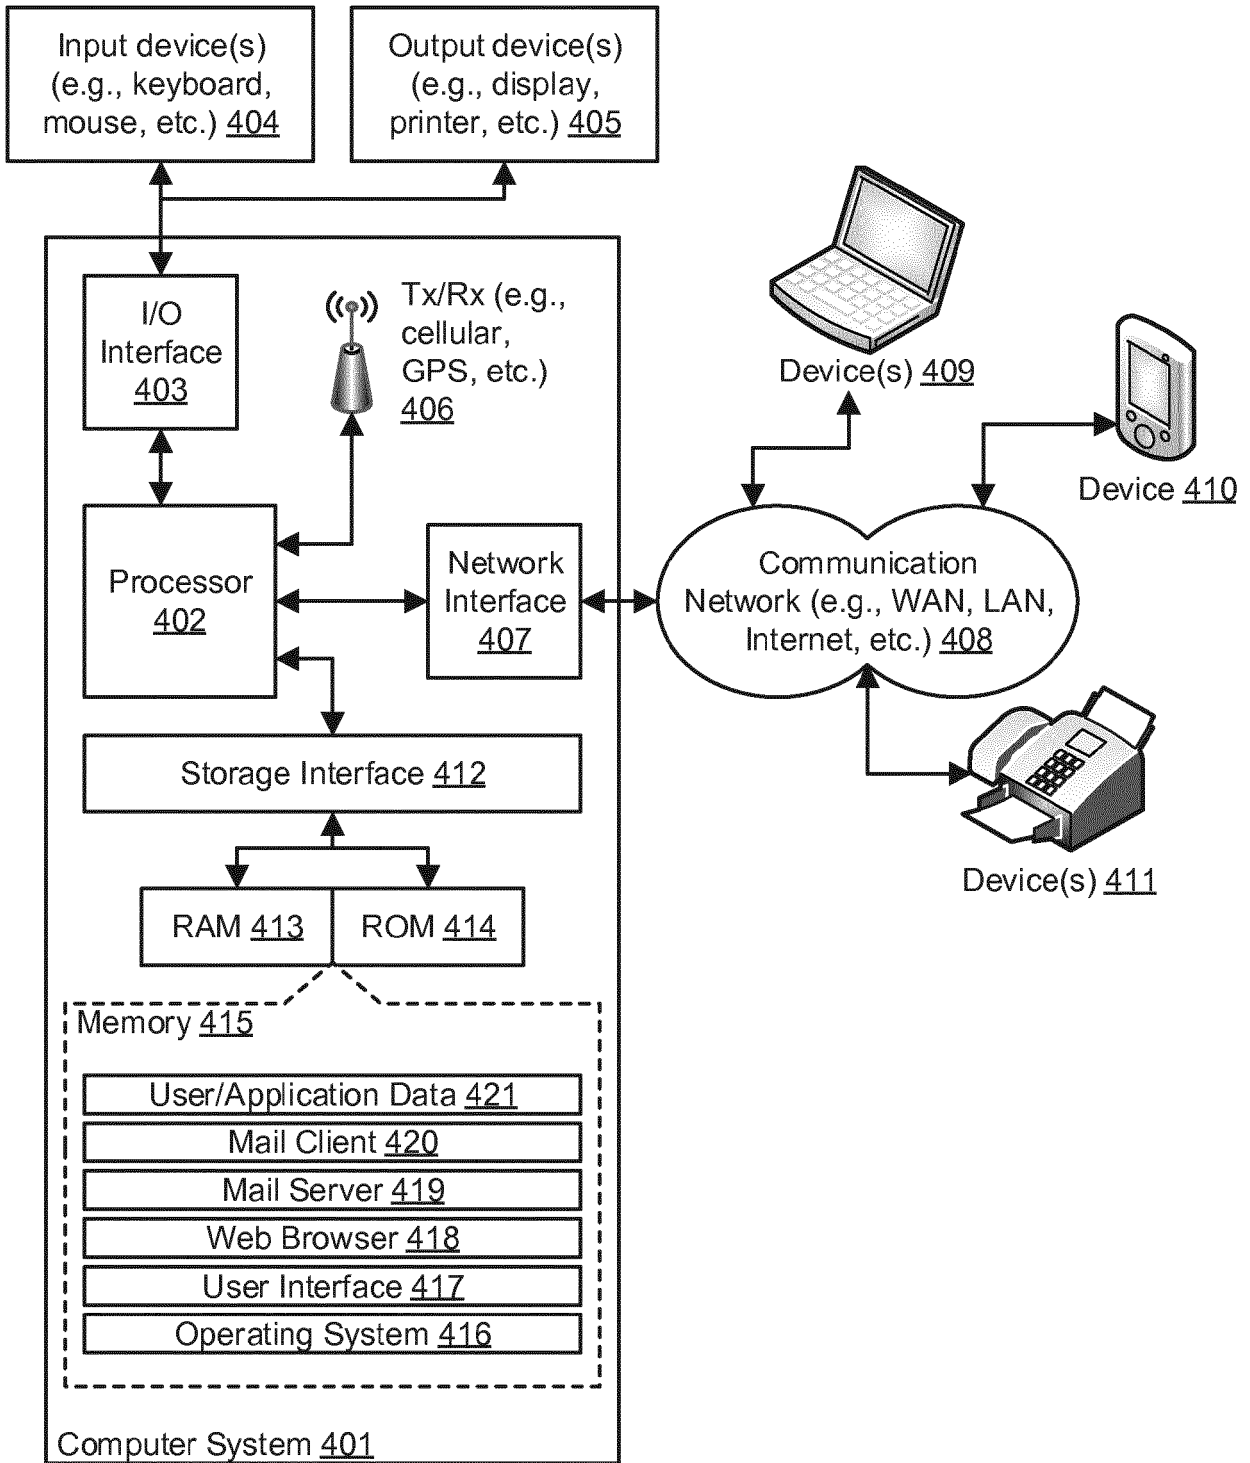 Input device(s)
(e.g., keyboard,
mouse, etc.) 404
Output device(s)
(e.g., display,
printer, etc.) 405
I/O
Interface
403
Tx/Rx (e.g.,
cellular,
GPS, etc.)
406
Device(s) 409
Device 410
Processor
402
Network
Interface
407
Communication
Network (e.g., WAN, LAN,
Internet, etc.) 408
Storage Interface 412
Device(s) 411
RAM 413
ROM 414
Memory 415
User/Application Data 421
Mail Client 420
Mail Server 419
Web Browser 418
User Interface 417
Operating System 416
Computer System 401